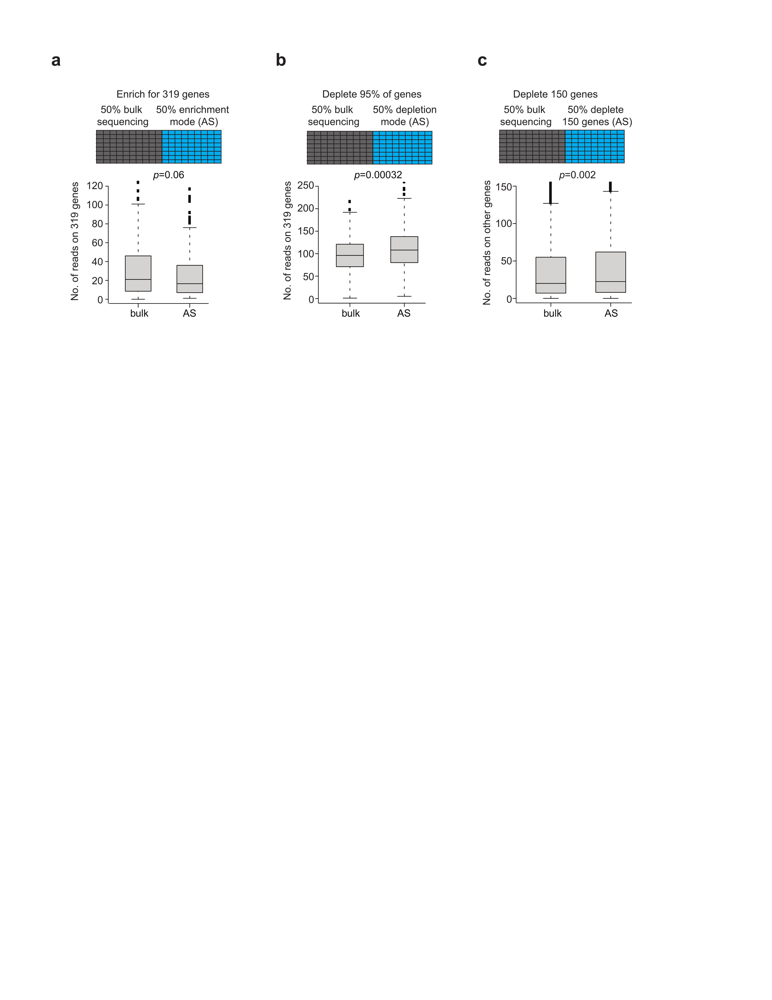 a
Enrich for 319 genes
50% bulk sequencing
50% enrichment mode (AS)
p=0.06
No. of reads on 319 genes
120
100
80
60
40
20
0
bulk
AS
b
Deplete 95% of genes
50% bulk sequencing
50% depletion mode (AS)
p=0.00032
No. of reads on 319 genes
250
200
150
100
50
0
bulk
AS
c
Deplete 150 genes
50% bulk sequencing
50% deplete 150 genes (AS)
p=0.002
No. of reads on other genes
150
100
50
0
bulk
AS